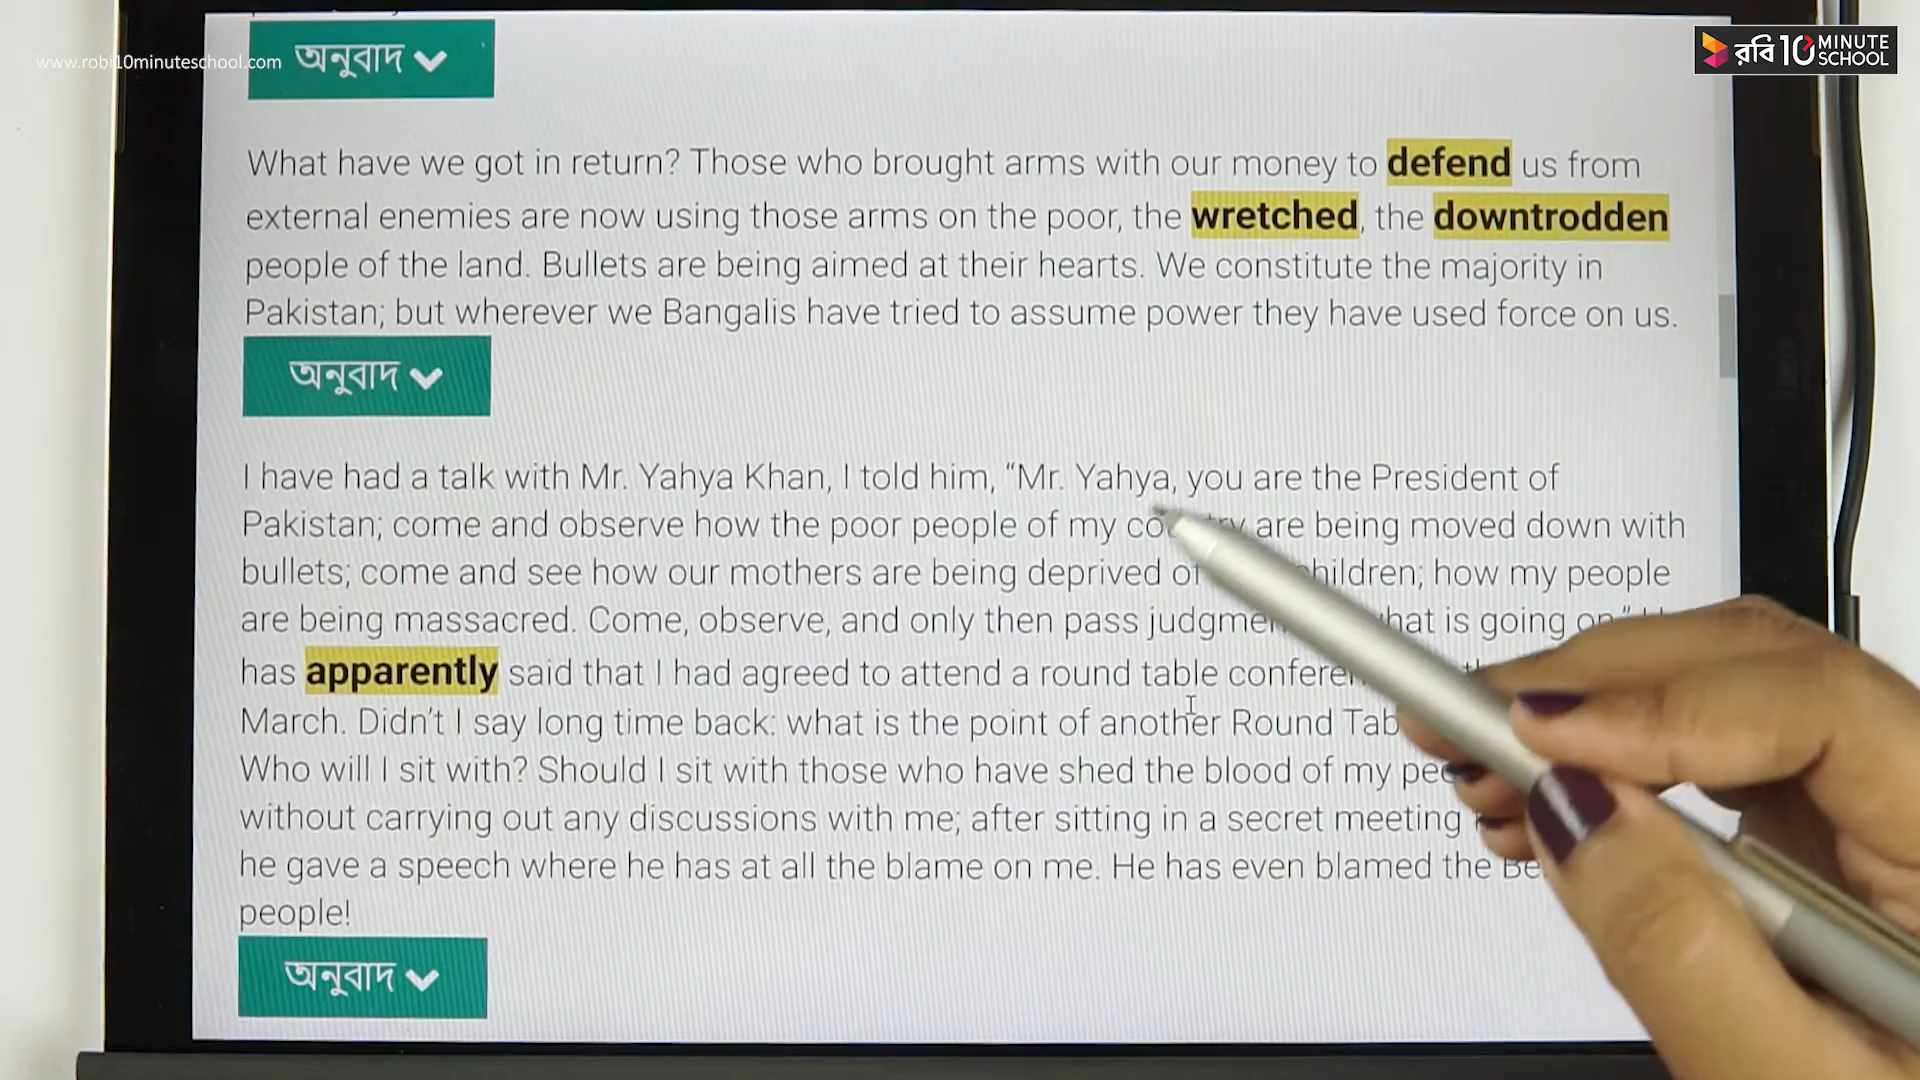 www.robi10minuteschool.com
অনুবাদ
রবি 10 MINUTE SCHOOL
What have we got in return? Those who brought arms with our money to defend us from
external enemies are now using those arms on the poor, the wretched, the downtrodden
people of the land. Bullets are being aimed at their hearts. We constitute the majority in
Pakistan; but wherever we Bangalis have tried to assume power they have used force on us.
অনুবাদ
I have had a talk with Mr. Yahya Khan, I told him, “Mr. Yahya, you are the President of
Pakistan; come and observe how the poor people of my country are being moved down with
bullets; come and see how our mothers are being deprived of children; how my people
are being massacred. Come, observe, and only then pass judgment what is going on.”
has apparently said that I had agreed to attend a round table
March. Didn’t I say long time back: what is the point of another Round
Who will I sit with? Should I sit with those who have shed the blood of my
without carrying out any discussions with me; after sitting in a secret meeting
he gave a speech where he has at all the blame on me. He has even blamed the
people!
অনুবাদ